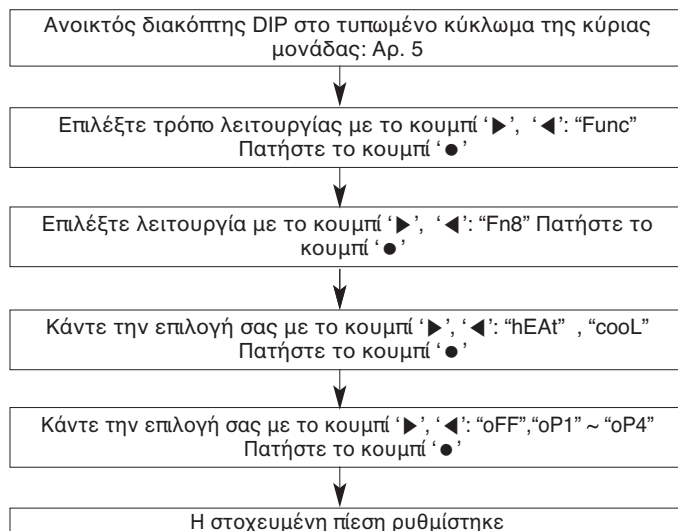 Ανοικτός διακόπτης DIP στο τυπωμένο κύκλωμα της κύριας
μονάδας: Αρ. 5
Επιλέξτε τρόπο λειτουργίας με το κουμπί ‘▶’, ‘◀’: “Func”
Πατήστε το κουμπί ‘●’
Επιλέξτε λειτουργία με το κουμπί ‘▶’, ‘◀’: “Fn8” Πατήστε το
κουμπί ‘●’
Κάντε την επιλογή σας με το κουμπί ‘▶’, ‘◀’: “hEAt” , “cooL”
Πατήστε το κουμπί ‘●’
Κάντε την επιλογή σας με το κουμπί ‘▶’, ‘◀’: “oFF”,“oP1” ~ “oP4”
Πατήστε το κουμπί ‘●’
Η στοχευμένη πίεση ρυθμίστηκε